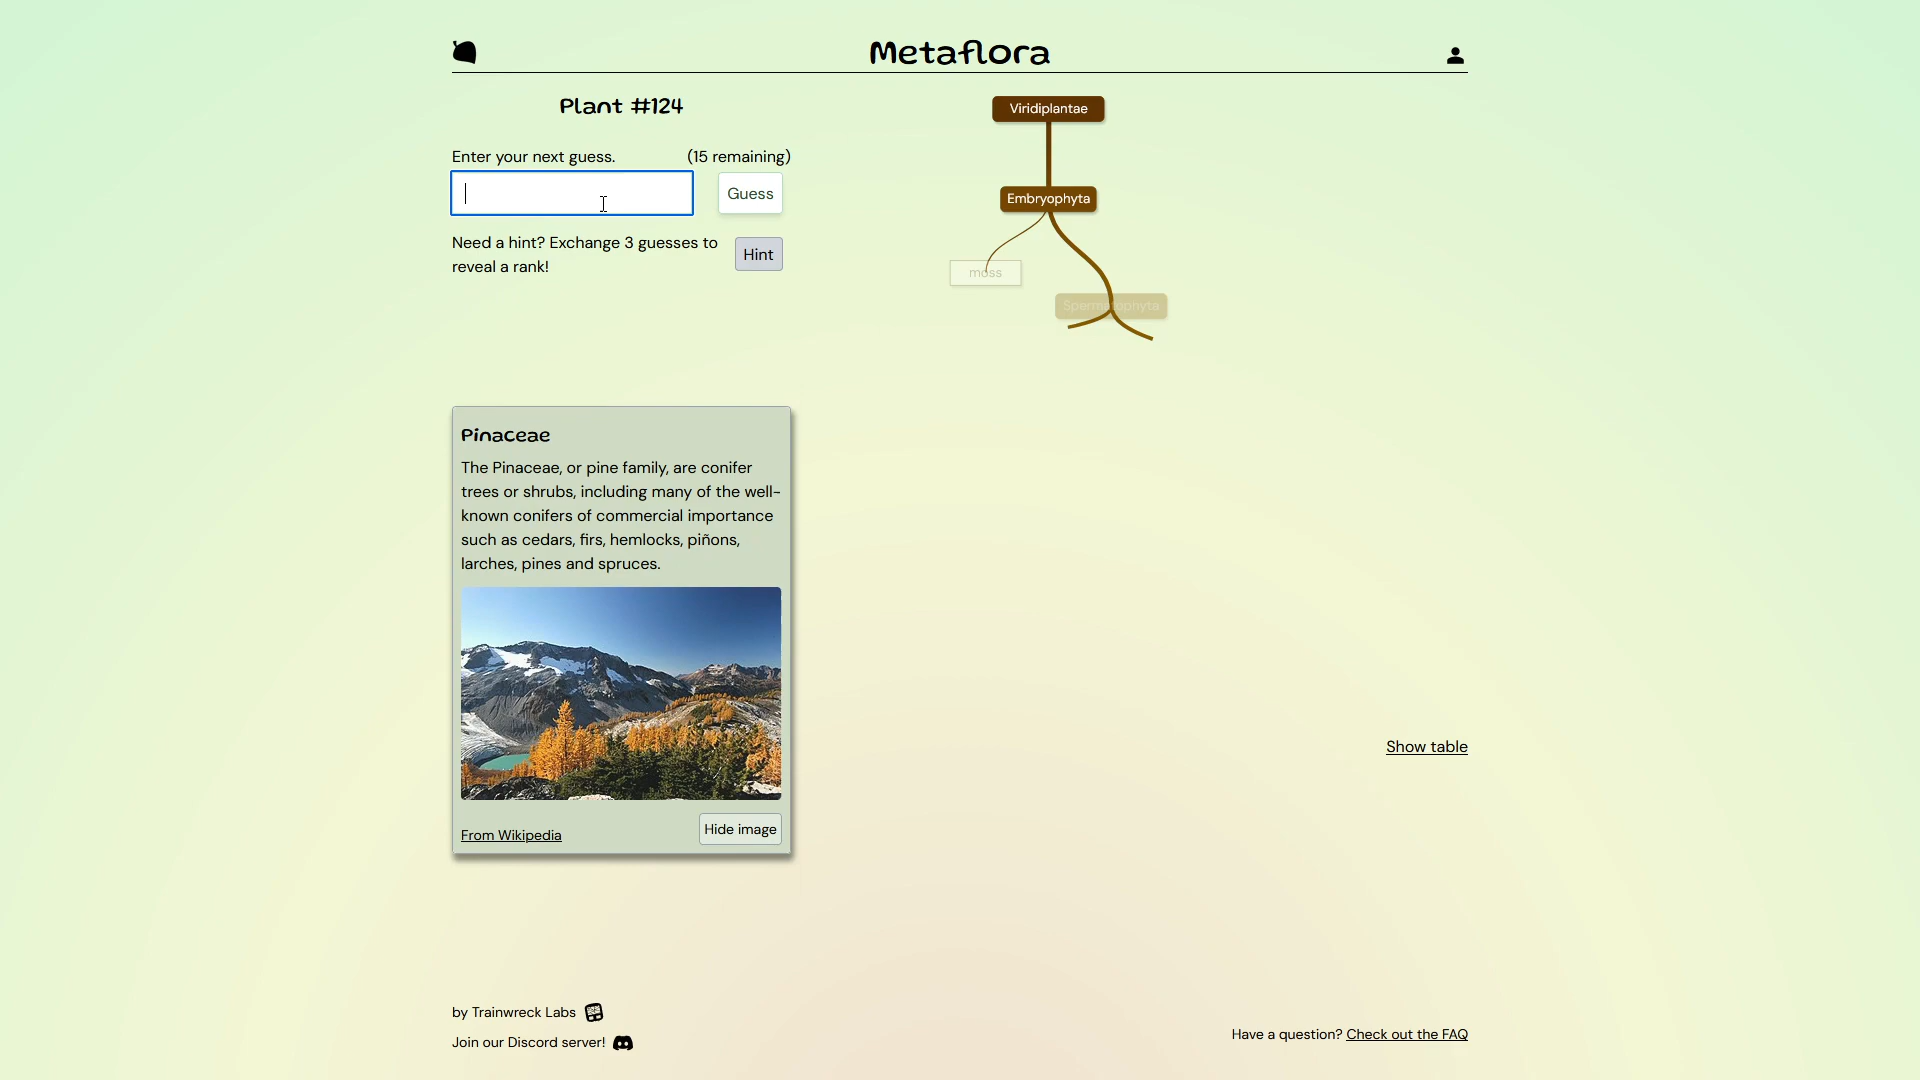 Metaflora
Plant #124
Enter your next guess.
(15 remaining)
Guess
Need a hint? Exchange 3 guesses to
reveal a rank!
Hint
Viridiplantae
Embryophyta
moss
Spermatophyta
Pinaceae
The Pinaceae, or pine family, are conifer
trees or shrubs, including many of the well-
known conifers of commercial importance
such as cedars, firs, hemlocks, piñons,
larches, pines and spruces.
From Wikipedia
Hide image
Show table
by Trainwreck Labs
Join our Discord server!
Have a question? Check out the FAQ